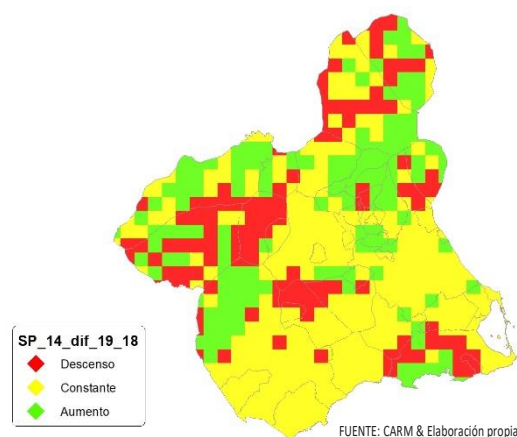 SP_14_dif_19_18
Descenso
Constante
Aumento
FUENTE: CARM & Elaboración propia